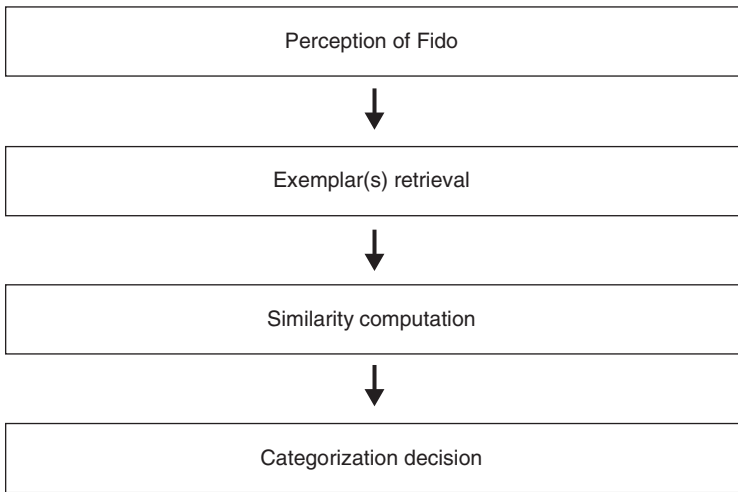 Perception of Fido
Exemplar(s) retrieval
Similarity computation
Categorization decision